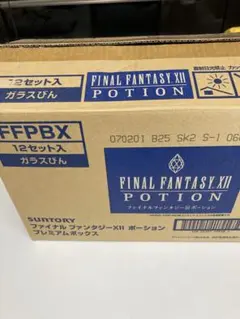 12セット入
ガラスびん
FINAL FANTASY XII
POTION
FFPBX
12セット入
ガラスびん
070201 B25 SK2 S-1
FINAL FANTASY XII
POTION
ファイナルファンタジーXII ポーション
SUNTORY
ファイナル ファンタジーXII ポーション
プレミアムボックス